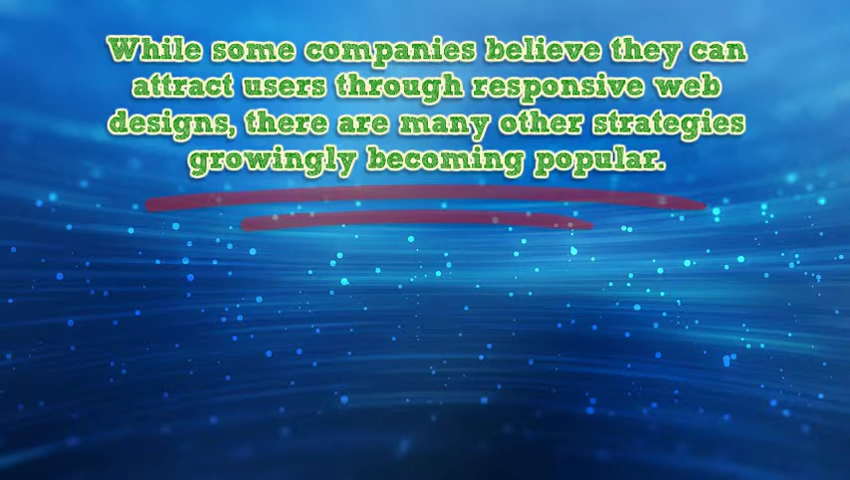 While some companies believe they can
attract users through responsive web
designs, there are many other strategies
growingly becoming popular.